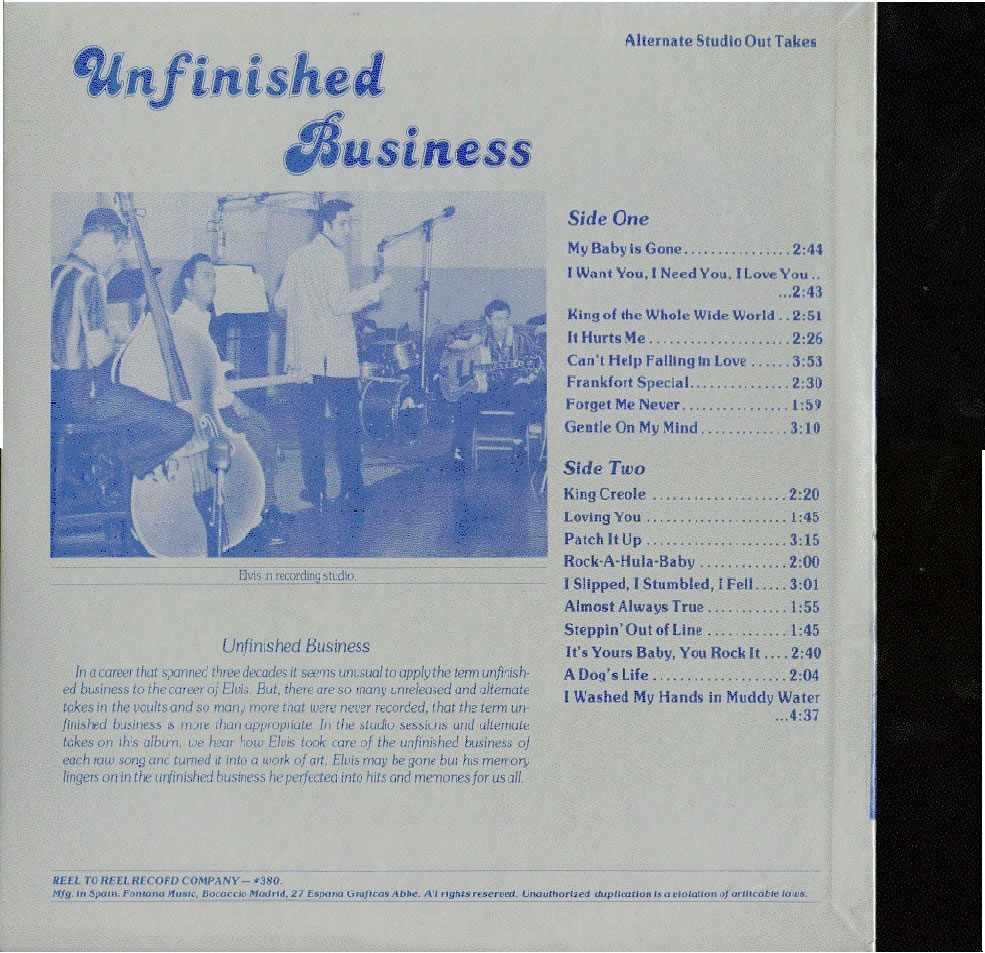 Alternate Studio Out Takes
Unfinished
Business
Side One
My Baby is Gone................2:44
I Want You, I Need You, I Love You..
...2:43
King of the Whole Wide World ..2:51
It Hurts Me .....................2:26
Can't Help Falling In Love ......3:53
Frankfort Special...............2:30
Forget Me Never................1:59
Gentle On My Mind.............3:10
Side Two
King Creole ....................2:20
Loving You .....................1:45
Patch It Up .....................3:15
Rock-A-Hula-Baby .............2:00
I Slipped, I Stumbled, I Fell.....3:01
Almost Always True ............1:55
Steppin' Out of Line ............1:45
It's Yours Baby, You Rock It ....2:40
A Dog's Life ....................2:04
I Washed My Hands in Muddy Water
...4:37
Elvis in recording studio.
Unfinished Business
In a career that spanned three decades it seems unusual to apply the term unfinish-
ed business to the career of Elvis. But, there are so many unreleased and alternate
takes in the vaults and so many more that were never recorded, that the term un-
finished business is more than appropriate. In the studio sessions and alternate
takes on this album, we hear how Elvis took care of the unfinished business of
each raw song and turned it into a work of art. Elvis may be gone but his memory
lingers on in the unfinished business he perfected into hits and memories for us all.
REEL TO REEL RECORD COMPANY — #380.
Mfg. in Spain. Fontana Music, Bocaccio Madrid, 27 Espana Graficas Abbe. All rights reserved. Unauthorized duplication is a violation of articable laws.